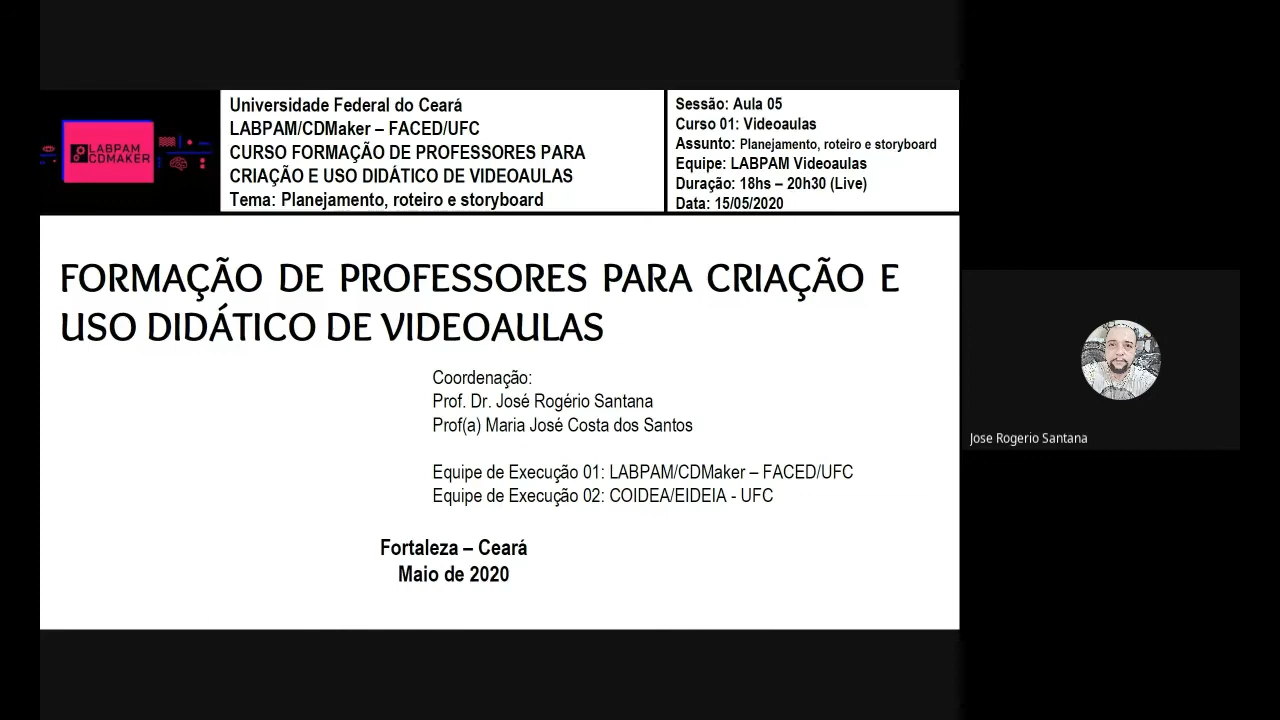 LABPAM
CDMAKER
Universidade Federal do Ceará
LABPAM/CDMaker – FACED/UFC
CURSO FORMAÇÃO DE PROFESSORES PARA
CRIAÇÃO E USO DIDÁTICO DE VIDEOAULAS
Tema: Planejamento, roteiro e storyboard
Sessão: Aula 05
Curso 01: Videoaulas
Assunto: Planejamento, roteiro e storyboard
Equipe: LABPAM Videoaulas
Duração: 18hs – 20h30 (Live)
Data: 15/05/2020
FORMAÇÃO DE PROFESSORES PARA CRIAÇÃO E
USO DIDÁTICO DE VIDEOAULAS
Coordenação:
Prof. Dr. José Rogério Santana
Prof(a) Maria José Costa dos Santos
Equipe de Execução 01: LABPAM/CDMaker – FACED/UFC
Equipe de Execução 02: COIDEA/EIDEIA - UFC
Fortaleza – Ceará
Maio de 2020
Jose Rogerio Santana